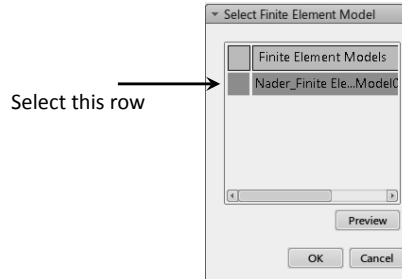 Select Finite Element Model
Finite Element Models
Nader_Finite Ele...Model0
Select this row
Preview
OK Cancel